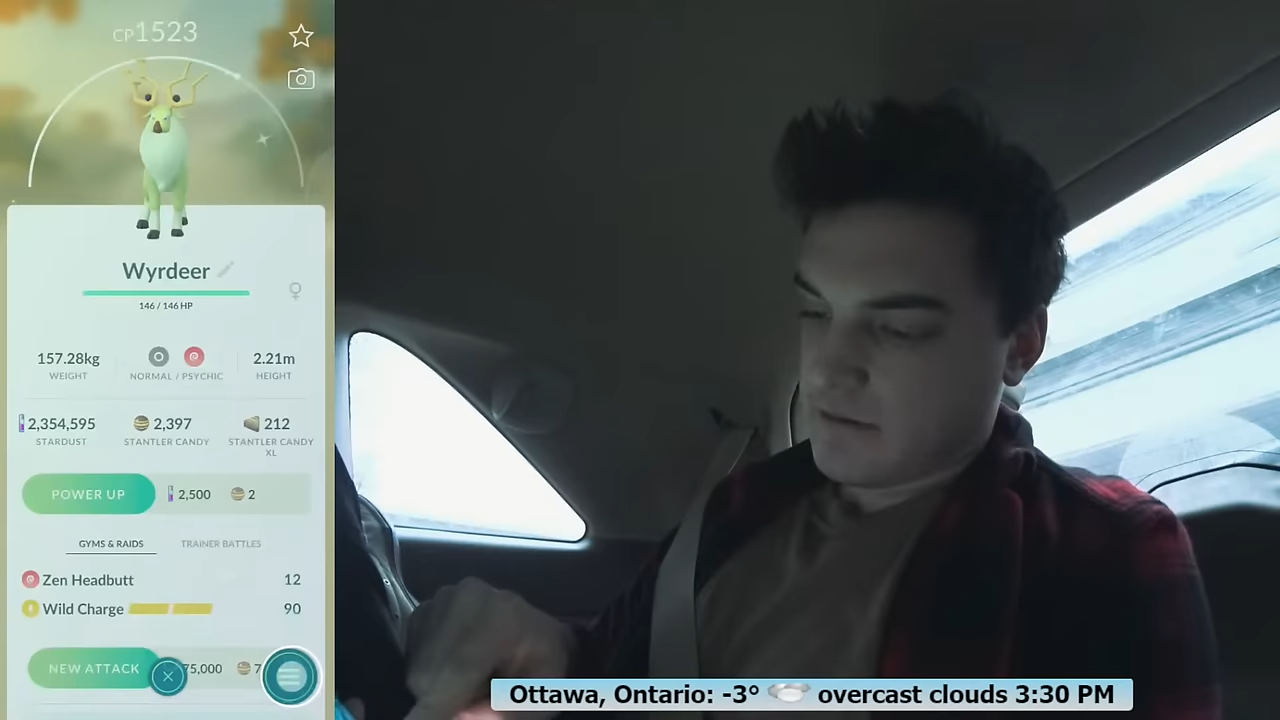 CP1523
Wyrdeer
146 / 146 HP
157.28kg
WEIGHT
NORMAL / PSYCHIC
2.21m
HEIGHT
2,354,595
STARDUST
2,397
STANTLER CANDY
212
STANTLER CANDY
XL
POWER UP
2,500
2
GYMS & RAIDS
TRAINER BATTLES
Zen Headbutt
12
Wild Charge
90
NEW ATTACK
75,000
7
Ottawa, Ontario: -3° overcast clouds 3:30 PM